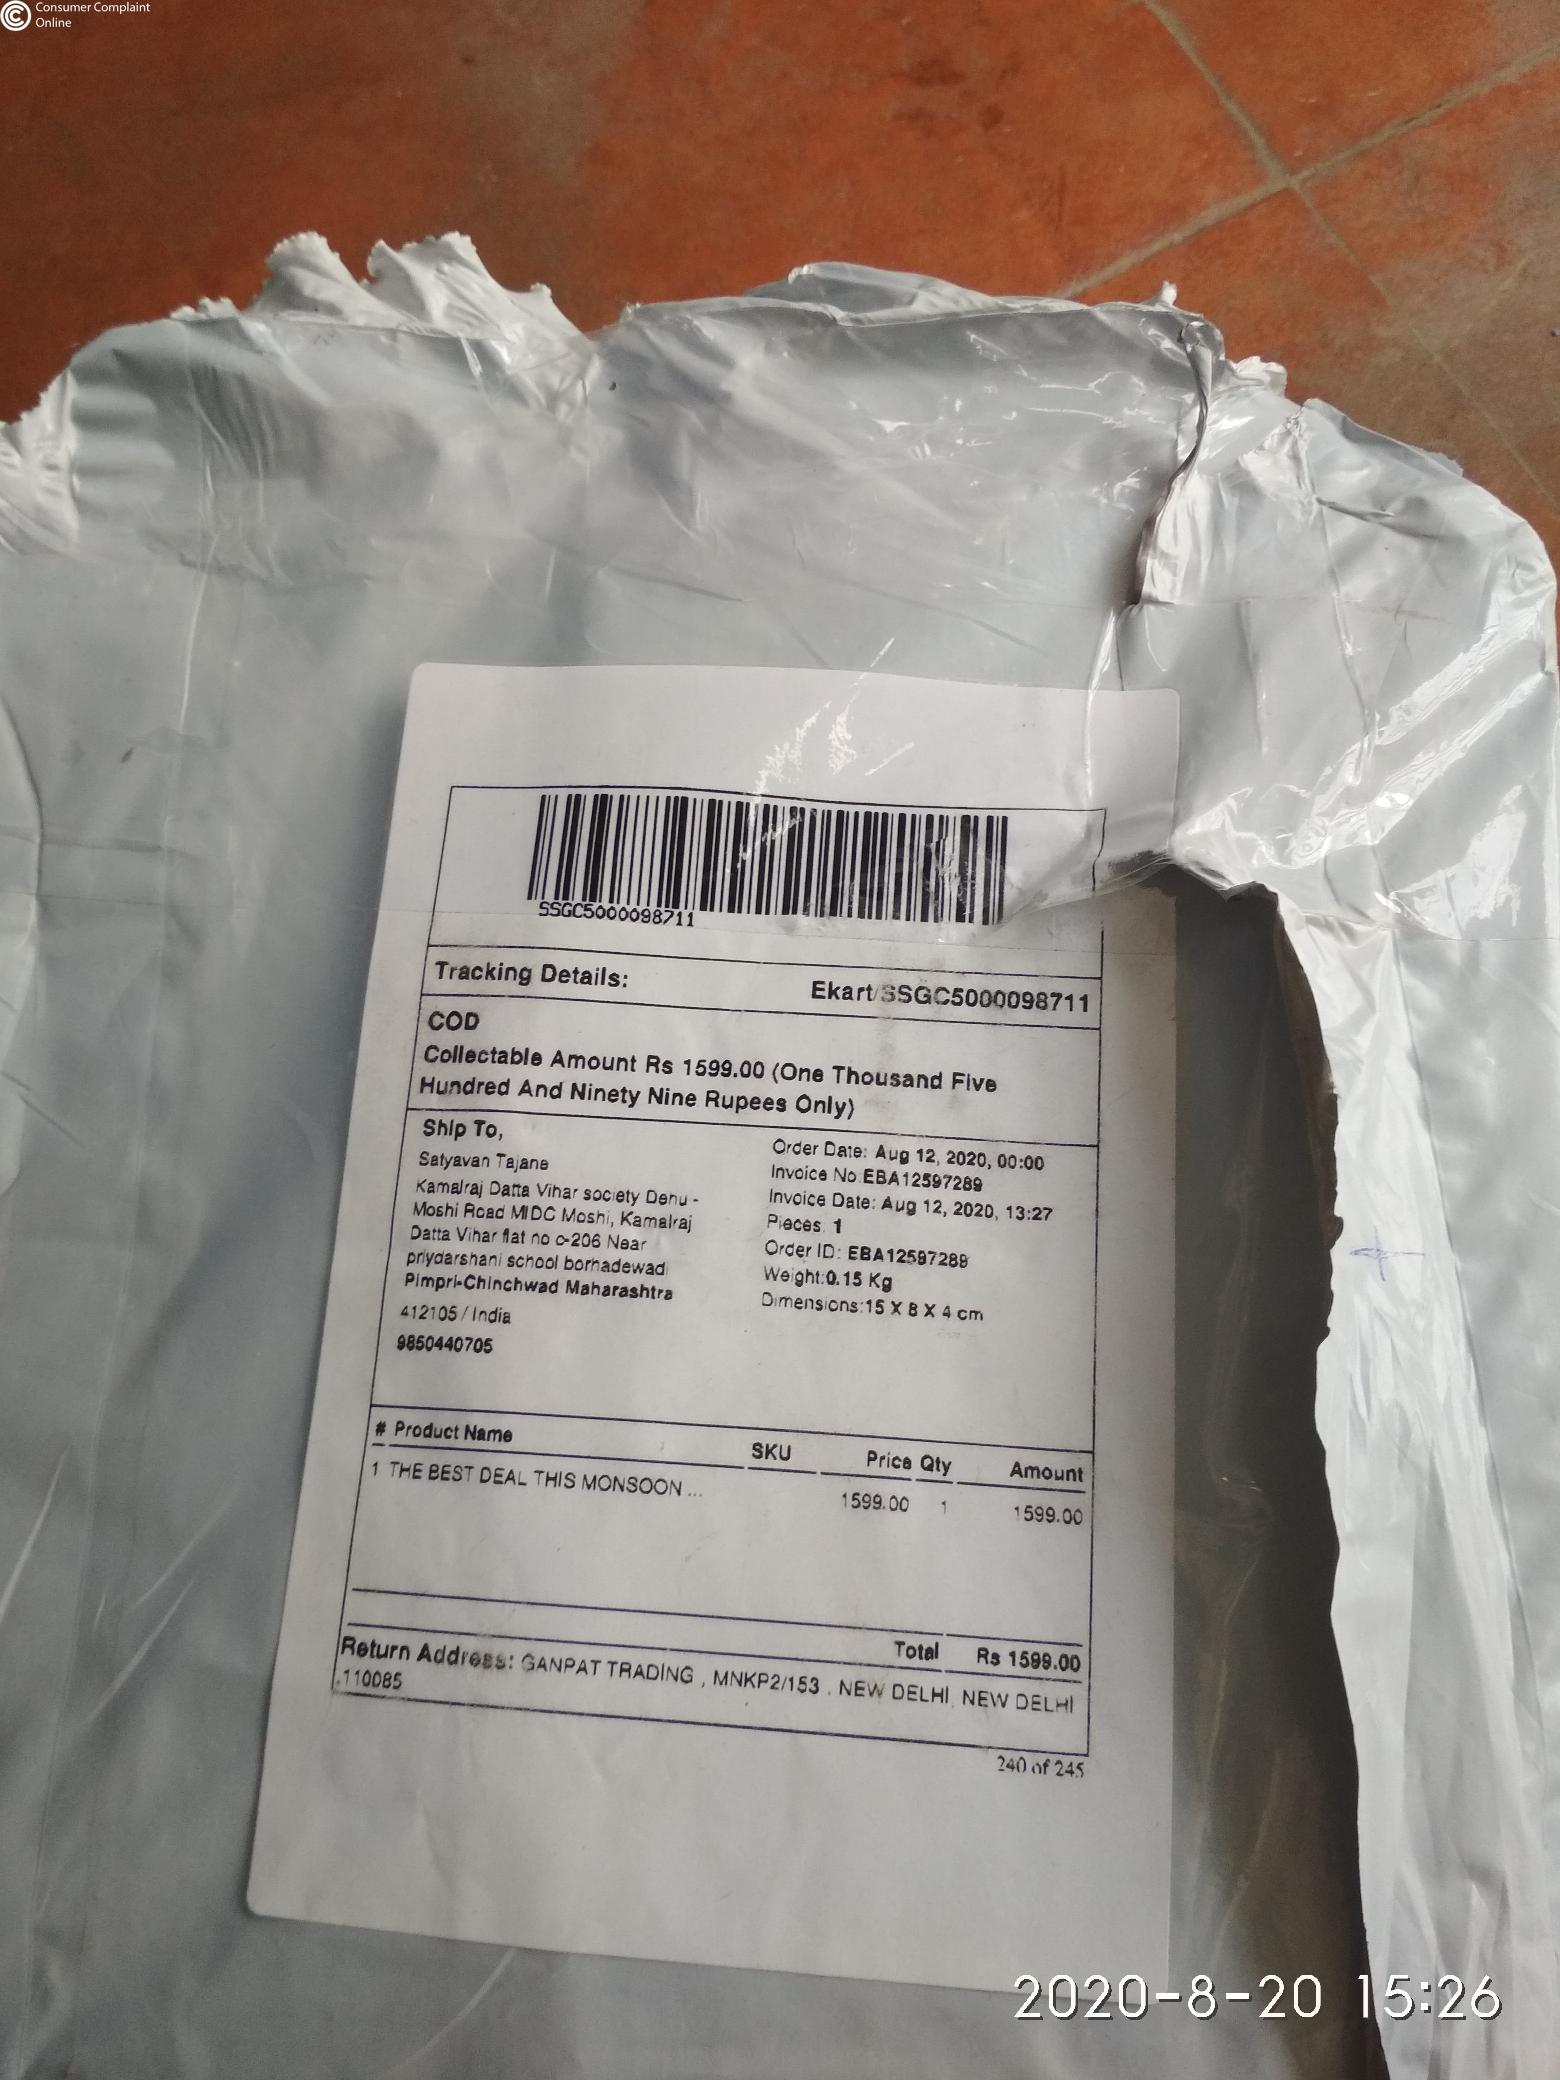 Consumer Complaint
Online
SSGC5000098711
Tracking Details: Ekart/SSGC5000098711
COD
Collectable Amount Rs 1599.00 (One Thousand Five
Hundred And Ninety Nine Rupees Only)
Ship To,
Satyavan Tajane
Kamalraj Datta Vihar society Dehu -
Moshi Road MIDC Moshi, Kamalraj
Datta Vihar flat no c-206 Near
priydarshani school borhadewadi
Pimpri-Chinchwad Maharashtra
412105 / India
9850440705
Order Date: Aug 12, 2020, 00:00
Invoice No.EBA12597289
Invoice Date: Aug 12, 2020, 13:27
Pieces. 1
Order ID: EBA12597289
Weight:0.15 Kg
Dimensions:15 X 8 X 4 cm
# Product Name SKU Price Qty Amount
1 THE BEST DEAL THIS MONSOON ... 1599.00 1 1599.00
Total Rs 1599.00
Return Address: GANPAT TRADING , MNKP2/153 , NEW DELHI, NEW DELHI
,110085
240 of 245
2020-8-20 15:26